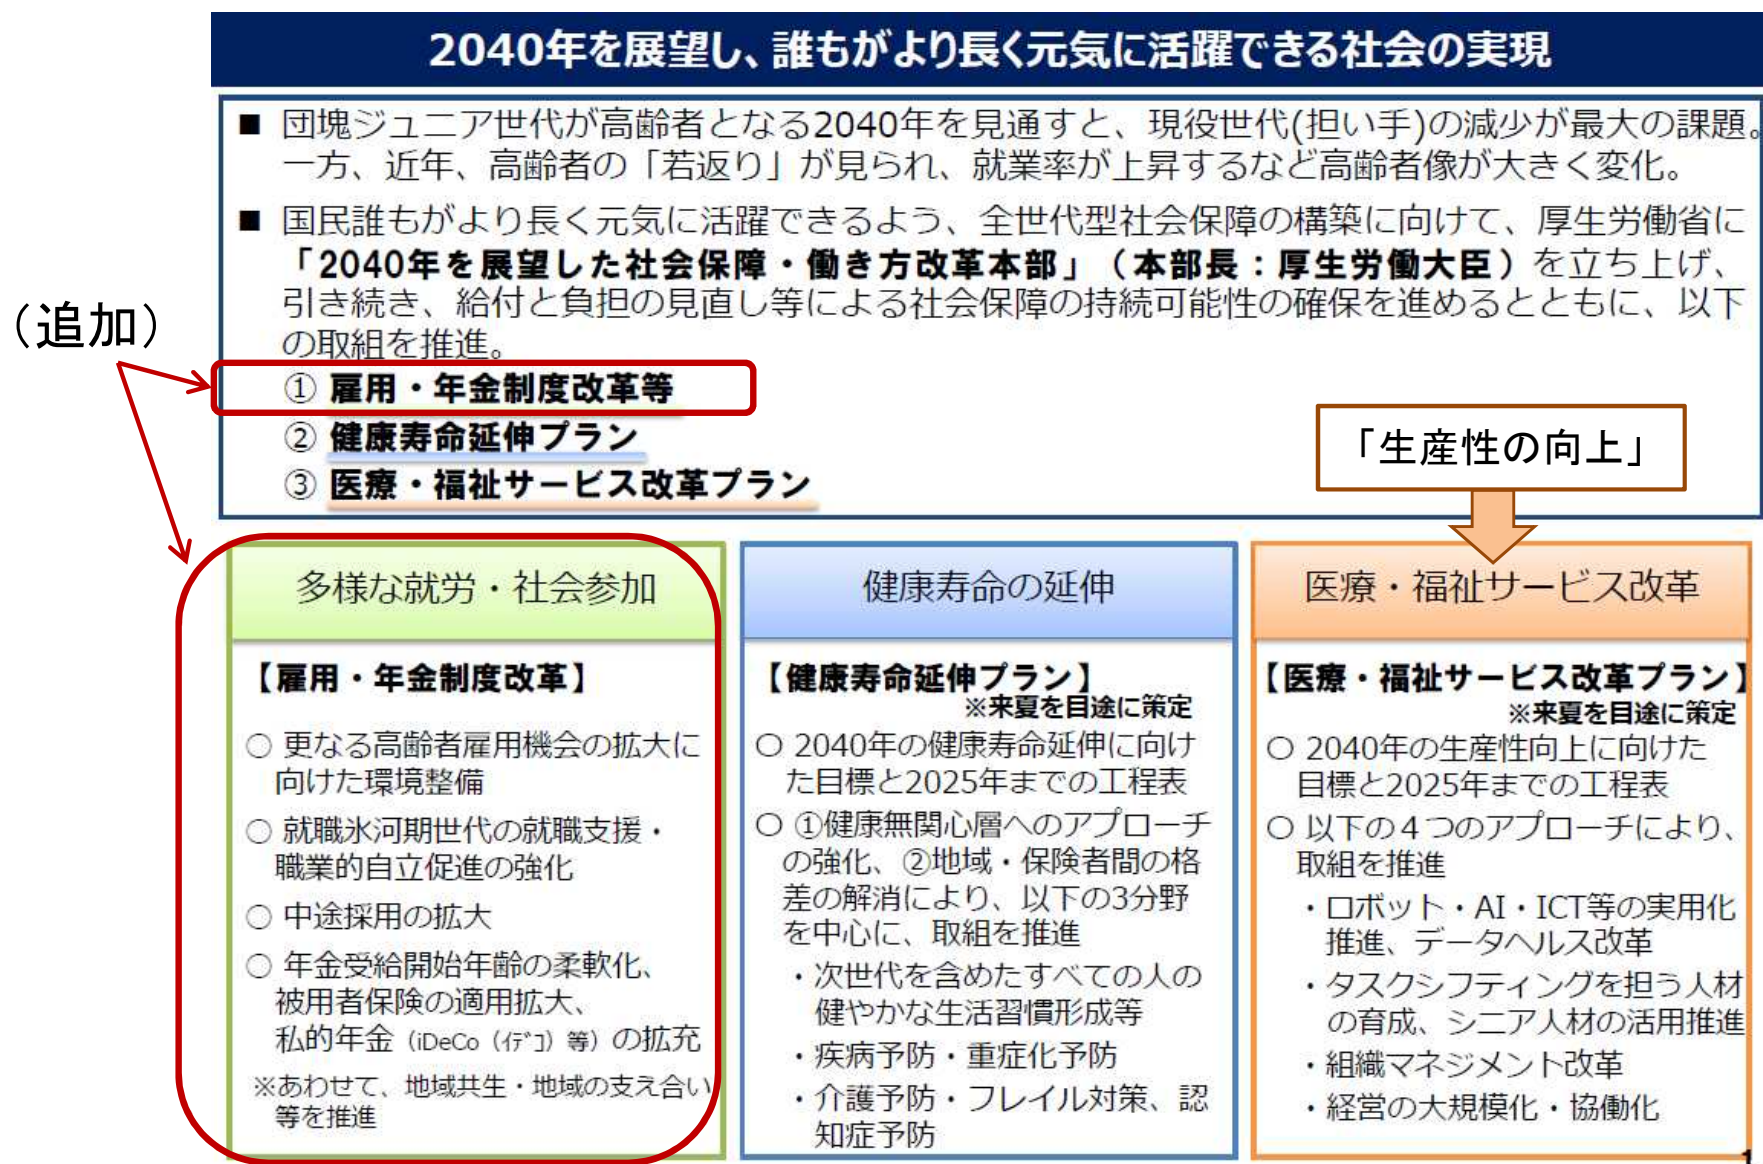 2040年を展望し、誰もがより長く元気に活躍できる社会の実現
■ 団塊ジュニア世代が高齢者となる2040年を見通すと、現役世代(担い手)の減少が最大の課題。
一方、近年、高齢者の「若返り」が見られ、就業率が上昇するなど高齢者像が大きく変化。
■ 国民誰もがより長く元気に活躍できるよう、全世代型社会保障の構築に向けて、厚生労働省に
「2040年を展望した社会保障・働き方改革本部」（本部長：厚生労働大臣）を立ち上げ、
引き続き、給付と負担の見直し等による社会保障の持続可能性の確保を進めるとともに、以下
の取組を推進。
（追加）
① 雇用・年金制度改革等
② 健康寿命延伸プラン
③ 医療・福祉サービス改革プラン
「生産性の向上」
多様な就労・社会参加
【雇用・年金制度改革】
○ 更なる高齢者雇用機会の拡大に
向けた環境整備
○ 就職氷河期世代の就職支援・
職業的自立促進の強化
○ 中途採用の拡大
○ 年金受給開始年齢の柔軟化、
被用者保険の適用拡大、
私的年金（iDeCo（ｲﾃﾞｺ）等）の拡充
※あわせて、地域共生・地域の支え合い
等を推進
健康寿命の延伸
【健康寿命延伸プラン】
※来夏を目途に策定
○ 2040年の健康寿命延伸に向け
た目標と2025年までの工程表
○ ①健康無関心層へのアプローチ
の強化、②地域・保険者間の格
差の解消により、以下の3分野
を中心に、取組を推進
・次世代を含めたすべての人の
健やかな生活習慣形成等
・疾病予防・重症化予防
・介護予防・フレイル対策、認
知症予防
医療・福祉サービス改革
【医療・福祉サービス改革プラン】
※来夏を目途に策定
○ 2040年の生産性向上に向けた
目標と2025年までの工程表
○ 以下の４つのアプローチにより、
取組を推進
・ロボット・AI・ICT等の実用化
推進、データヘルス改革
・タスクシフティングを担う人材
の育成、シニア人材の活用推進
・組織マネジメント改革
・経営の大規模化・協働化
1